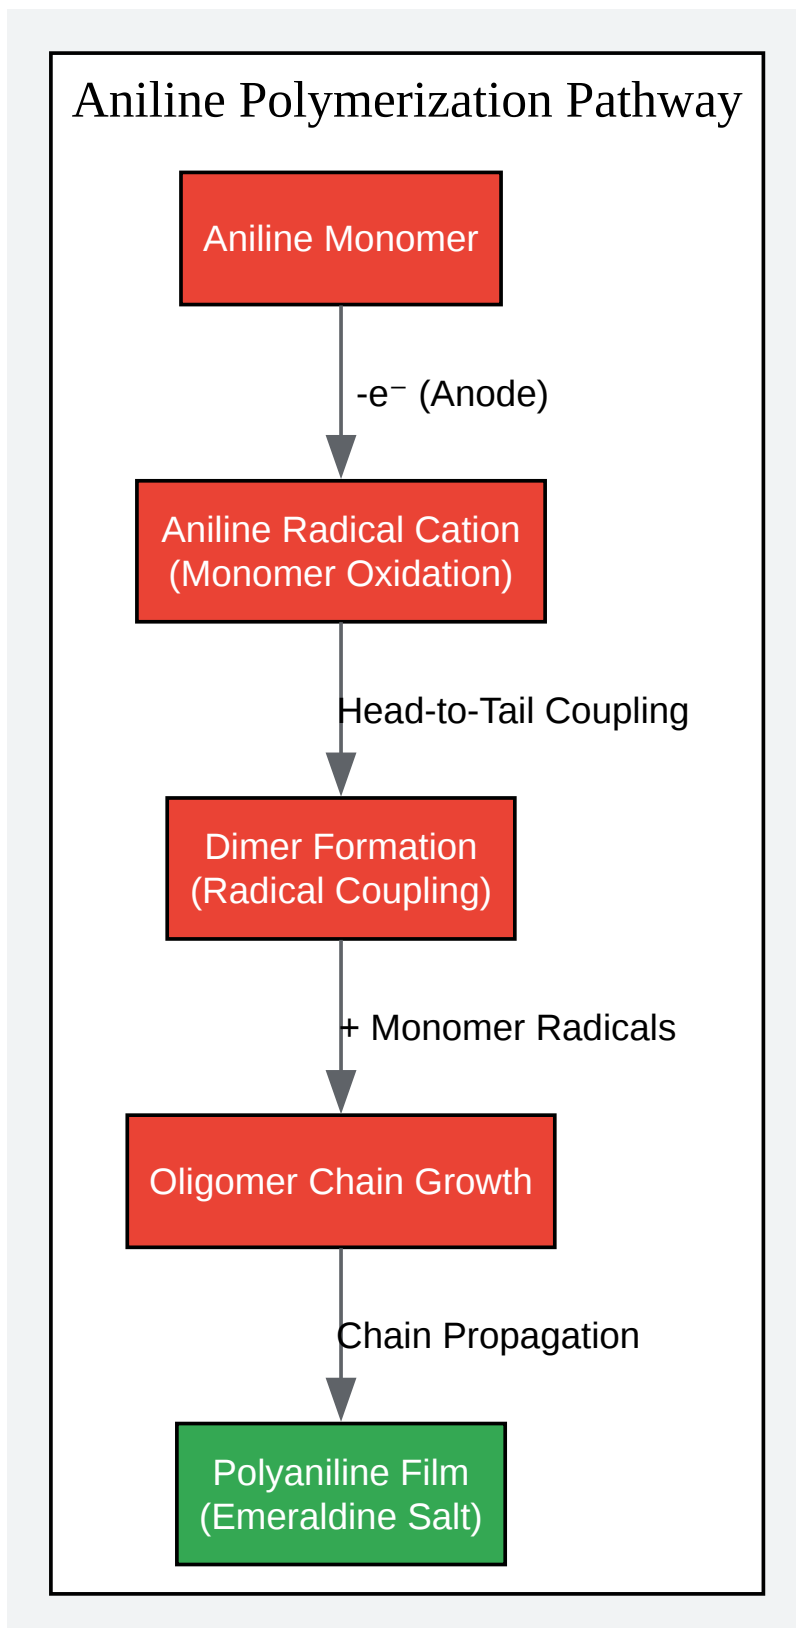 Aniline Polymerization Pathway
Aniline Monomer
-e⁻ (Anode)
Aniline Radical Cation
(Monomer Oxidation)
Head-to-Tail Coupling
Dimer Formation
(Radical Coupling)
+ Monomer Radicals
Oligomer Chain Growth
Chain Propagation
Polyaniline Film
(Emeraldine Salt)